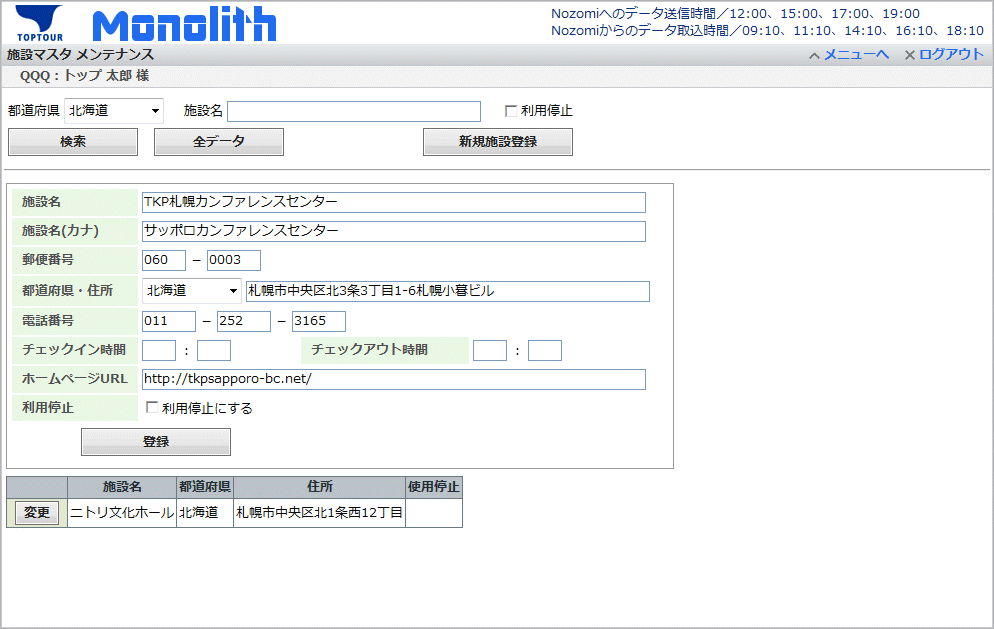 TOPTOUR
Monolith
Nozomiへのデータ送信時間／12:00、15:00、17:00、19:00
Nozomiからのデータ取込時間／09:10、11:10、14:10、16:10、18:10
施設マスタ メンテナンス
メニューへ ログアウト
QQQ：トップ 太郎 様
都道府県 北海道 施設名 利用停止
検索 全データ 新規施設登録
施設名 TKP札幌カンファレンスセンター
施設名(カナ) サッポロカンファレンスセンター
郵便番号 060 － 0003
都道府県・住所 北海道 札幌市中央区北3条3丁目1-6札幌小暮ビル
電話番号 011 － 252 － 3165
チェックイン時間 ： チェックアウト時間 ：
ホームページURL http://tkpsapporo-bc.net/
利用停止 利用停止にする
登録
施設名 都道府県 住所 使用停止
変更 ニトリ文化ホール 北海道 札幌市中央区北1条西12丁目